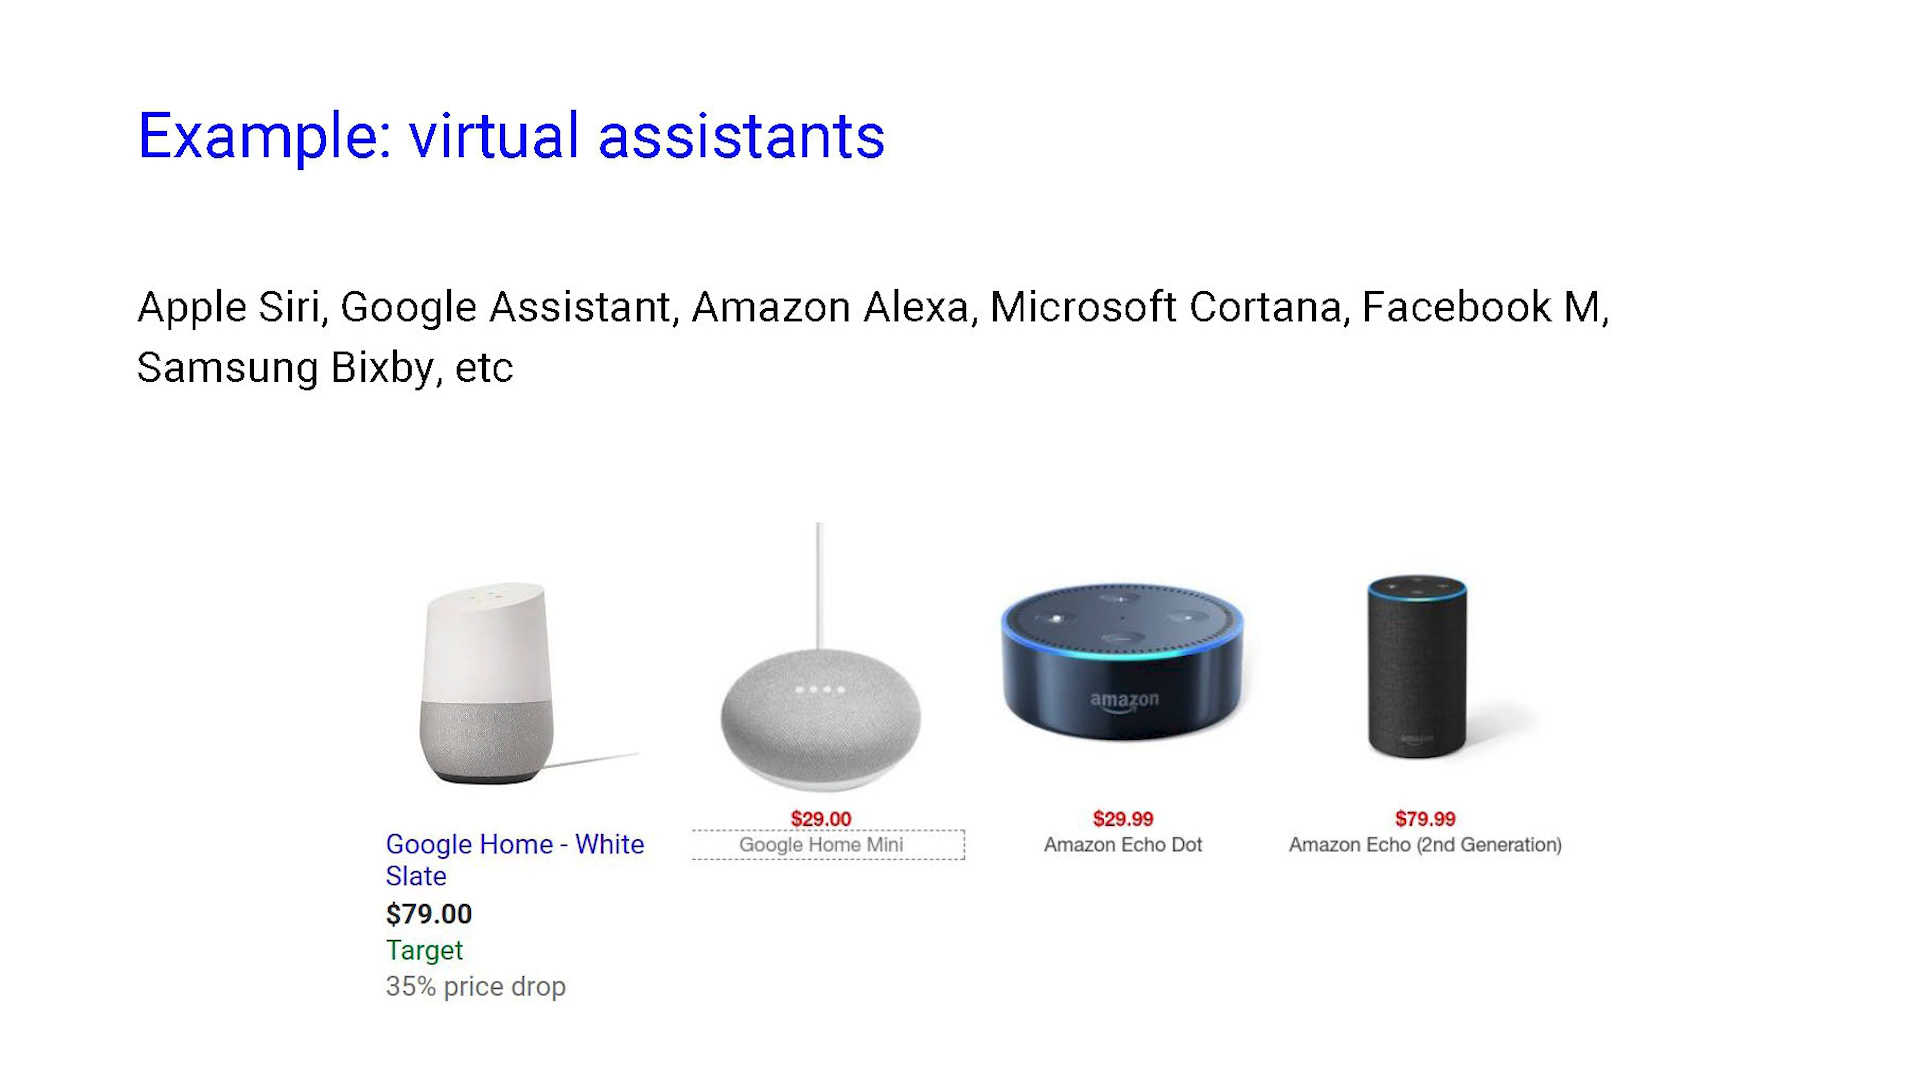 Example: virtual assistants
Apple Siri, Google Assistant, Amazon Alexa, Microsoft Cortana, Facebook M,
Samsung Bixby, etc
amazon
amazon
Google Home - White
Slate
$79.00
Target
35% price drop
$29.00
Google Home Mini
$29.99
Amazon Echo Dot
$79.99
Amazon Echo (2nd Generation)